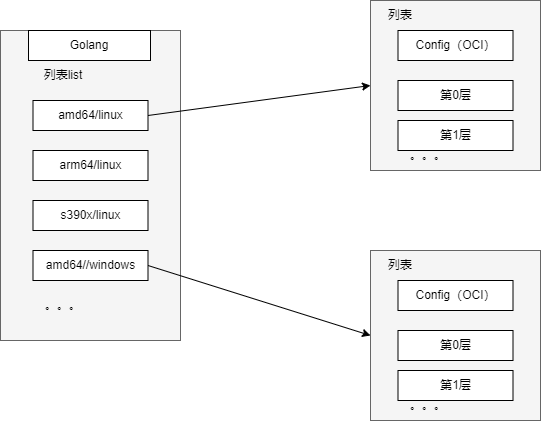 Golang
列表list
amd64/linux
arm64/linux
s390x/linux
amd64//windows
。。。
列表
Config（OCI）
第0层
第1层
。。。
列表
Config（OCI）
第0层
第1层
。。。